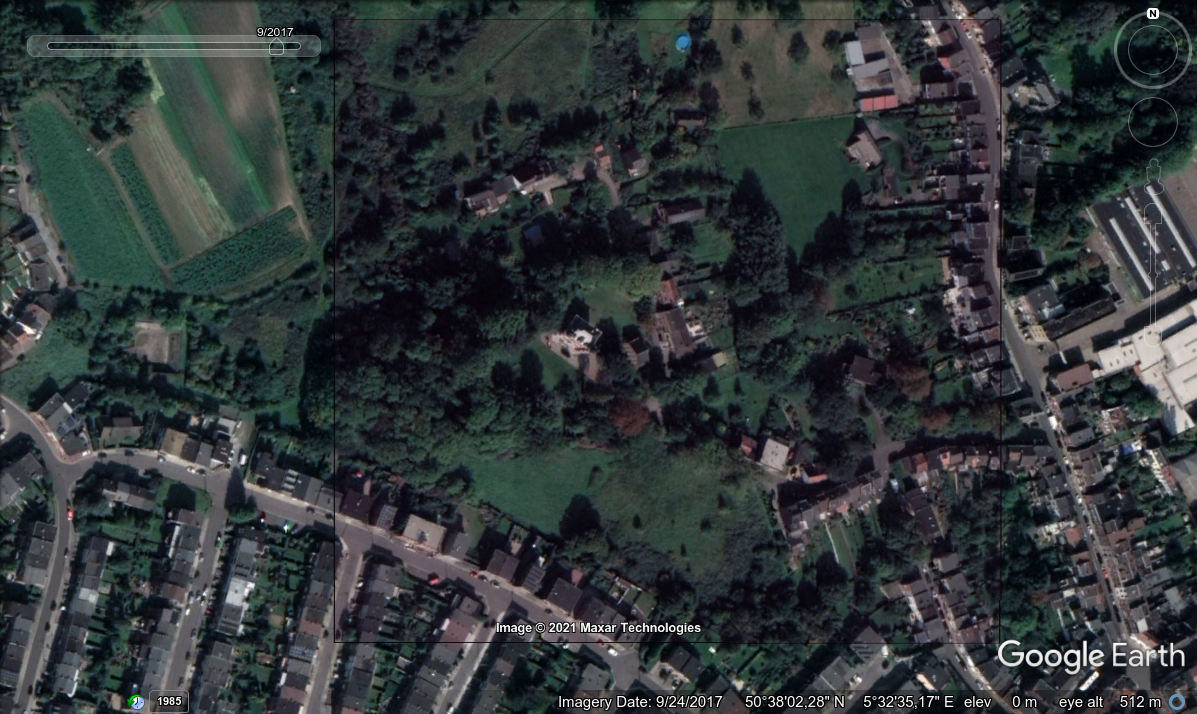 9/2017
N
Image © 2021 Maxar Technologies
Google Earth
1985
Imagery Date: 9/24/2017 50°38'02,28" N 5°32'35,17" E elev 0 m eye alt 512 m